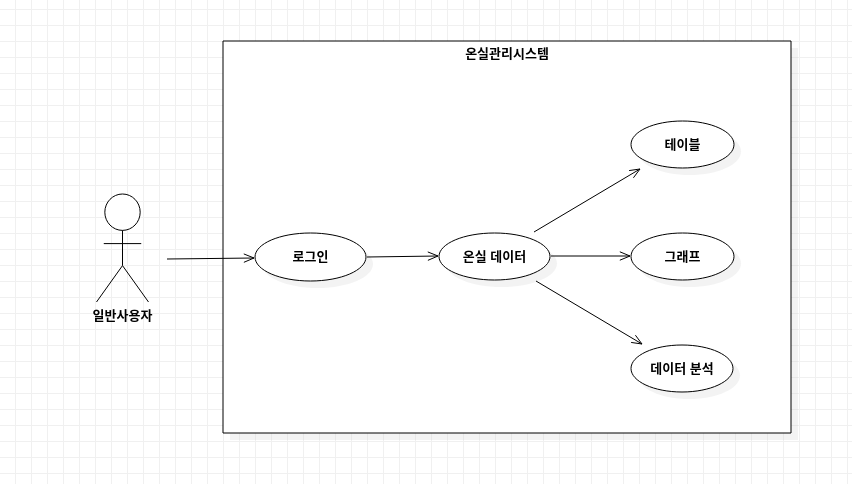 온실관리시스템
테이블
일반사용자
로그인
온실 데이터
그래프
데이터 분석